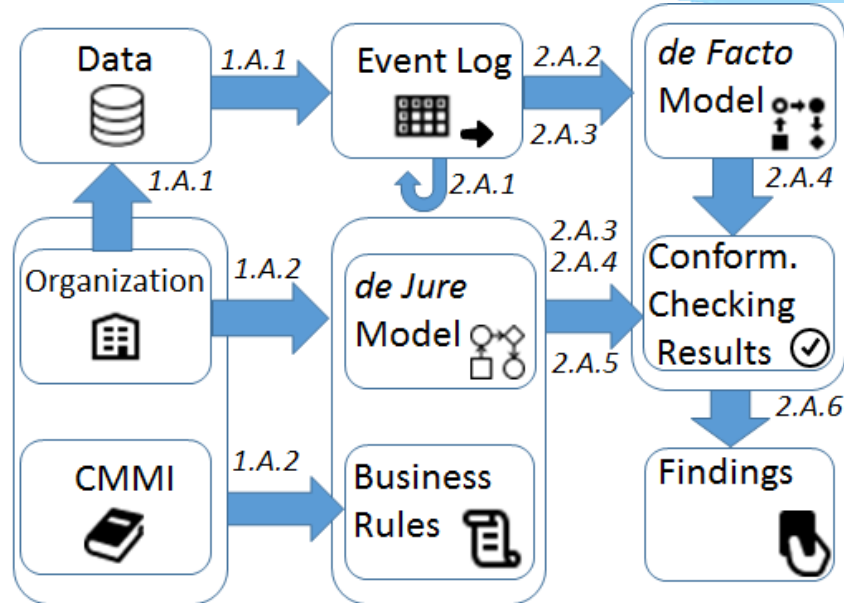 Data
1.A.1
Event Log
2.A.2
2.A.3
de Facto
Model
1.A.1
2.A.1
2.A.4
Organization
1.A.2
de Jure
Model
2.A.3
2.A.4
2.A.5
Conform.
Checking
Results
2.A.6
CMMI
1.A.2
Business
Rules
Findings